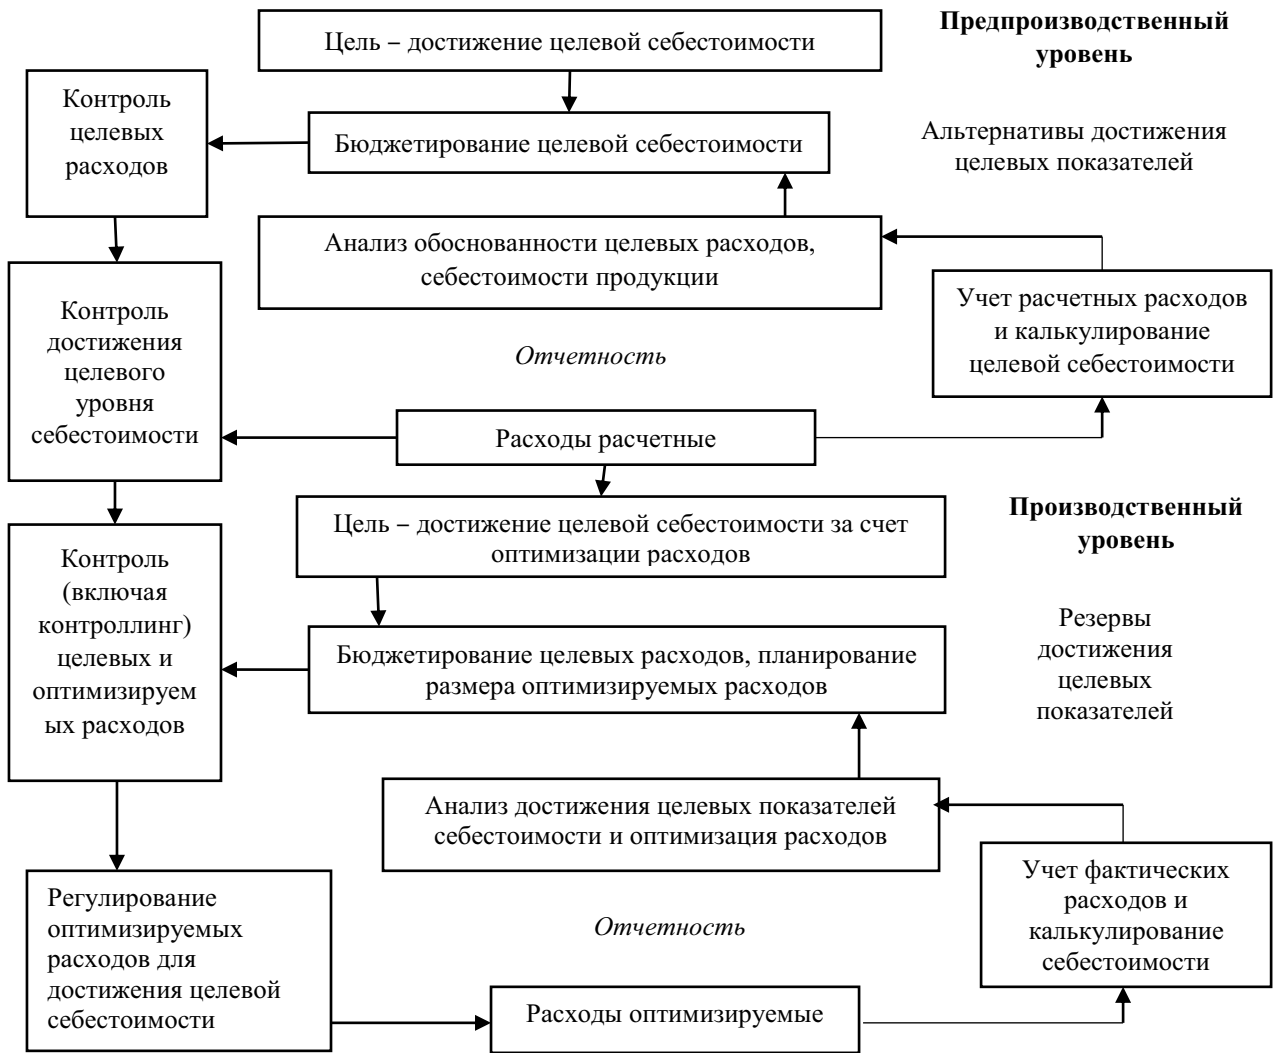 Предпроизводственный
уровень
Цель – достижение целевой себестоимости
Контроль
целевых
расходов
Бюджетирование целевой себестоимости
Альтернативы достижения
целевых показателей
Анализ обоснованности целевых расходов,
себестоимости продукции
Учет расчетных расходов
и калькулирование
целевой себестоимости
Контроль
достижения
целевого
уровня
себестоимости
Отчетность
Расходы расчетные
Производственный
уровень
Цель – достижение целевой себестоимости за счет
оптимизации расходов
Контроль
(включая
контроллинг)
целевых и
оптимизируем
ых расходов
Бюджетирование целевых расходов, планирование
размера оптимизируемых расходов
Резервы
достижения
целевых
показателей
Анализ достижения целевых показателей
себестоимости и оптимизация расходов
Учет фактических
расходов и
калькулирование
себестоимости
Регулирование
оптимизируемых
расходов для
достижения целевой
себестоимости
Отчетность
Расходы оптимизируемые